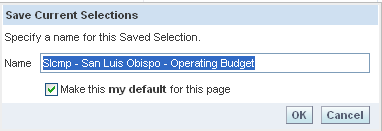 Save Current Selections
Specify a name for this Saved Selection.
Name Slcmp - San Luis Obispo - Operating Budget
Make this my default for this page
OK Cancel